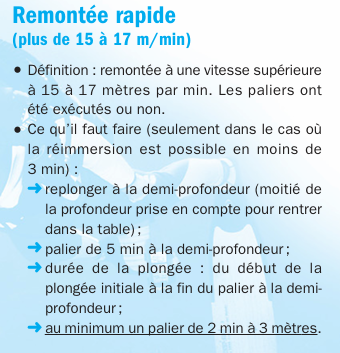 Remontée rapide
(plus de 15 à 17 m/min)
• Définition : remontée à une vitesse supérieure
à 15 à 17 mètres par min. Les paliers ont
été exécutés ou non.
• Ce qu'il faut faire (seulement dans le cas où
la réimmersion est possible en moins de
3 min) :
➜ replonger à la demi-profondeur (moitié de
la profondeur prise en compte pour rentrer
dans la table) ;
➜ palier de 5 min à la demi-profondeur ;
➜ durée de la plongée : du début de la
plongée initiale à la fin du palier à la demi-
profondeur ;
➜ au minimum un palier de 2 min à 3 mètres.